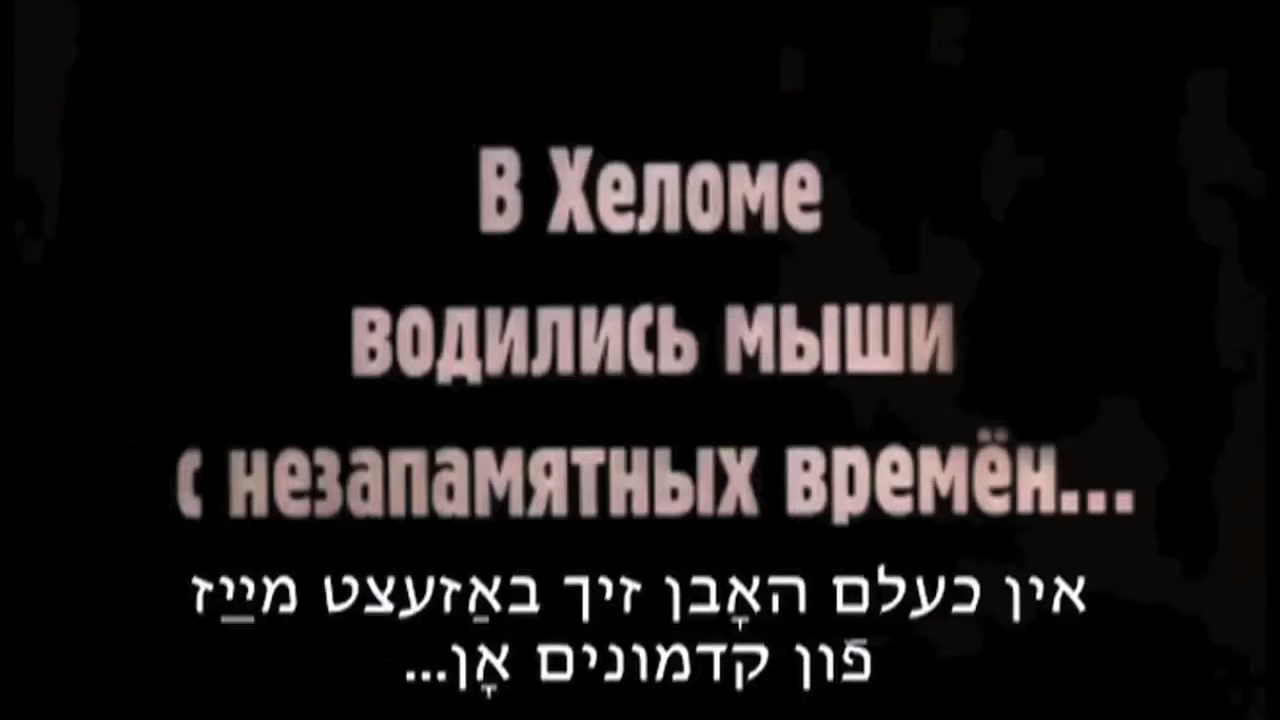 В Хеломе
водились мыши
с незапамятных времён...
אין כעלם האָבן זיך באַזעצט מײַז
פֿון קדמונים אָן...